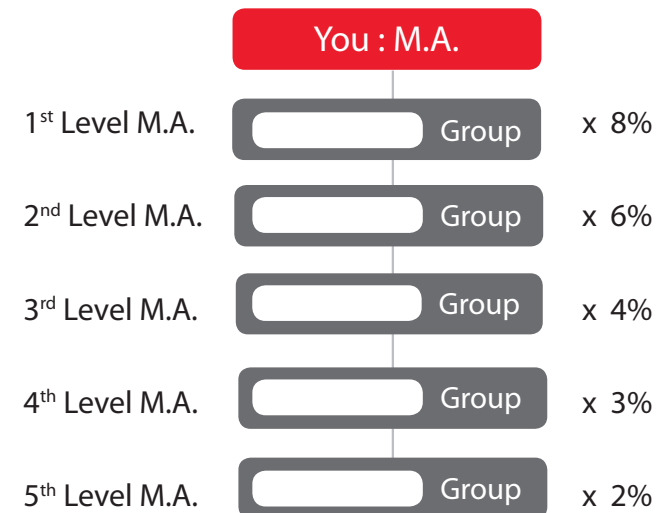 You : M.A.
1st Level M.A. Group x 8%
2nd Level M.A. Group x 6%
3rd Level M.A. Group x 4%
4th Level M.A. Group x 3%
5th Level M.A. Group x 2%